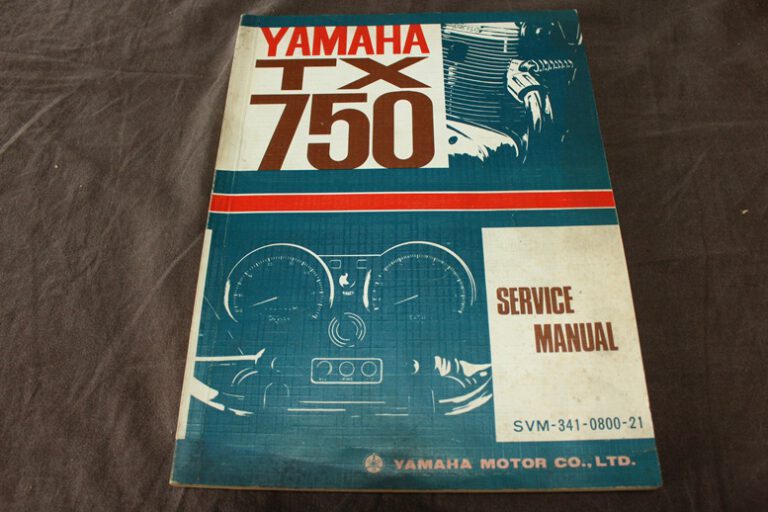 YAMAHA
TX
750
SERVICE
MANUAL
SVM-341-0800-21
YAMAHA MOTOR CO., LTD.